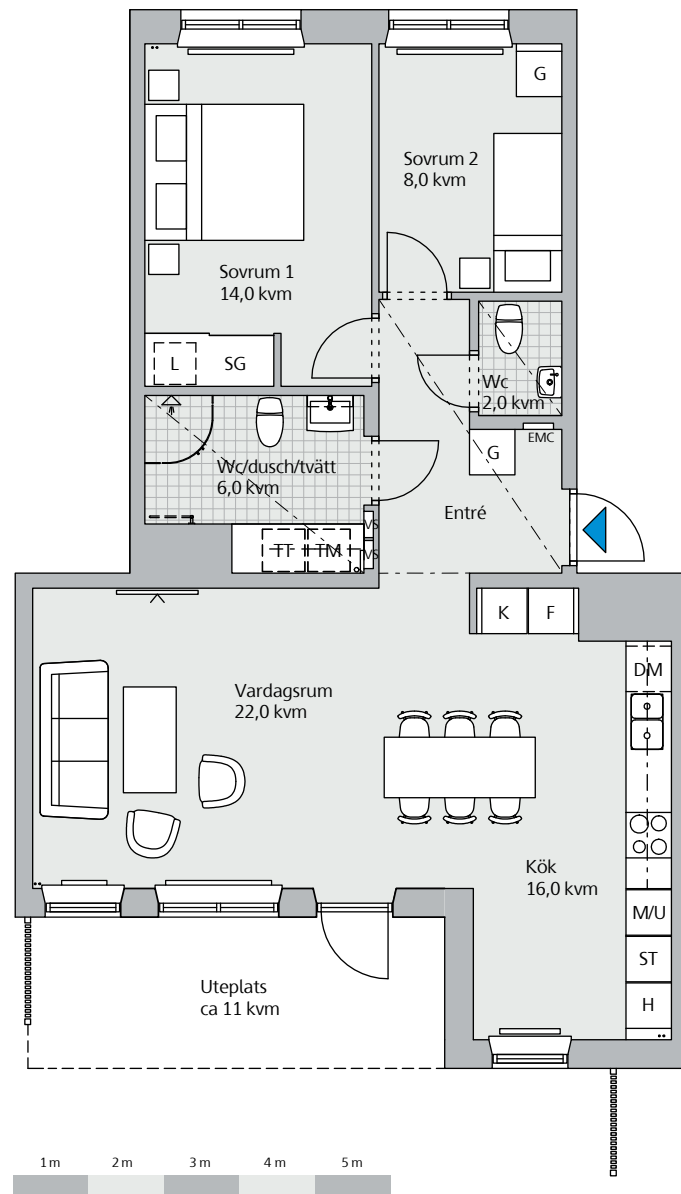 G
Sovrum 2
8,0 kvm
Sovrum 1
14,0 kvm
L
SG
Wc
2,0 kvm
EMC
G
Wc/dusch/tvätt
6,0 kvm
Entré
VS
VS
TT
TM
K
F
DM
Vardagsrum
22,0 kvm
Kök
16,0 kvm
M/U
ST
H
Uteplats
ca 11 kvm
1 m 2 m 3 m 4 m 5 m